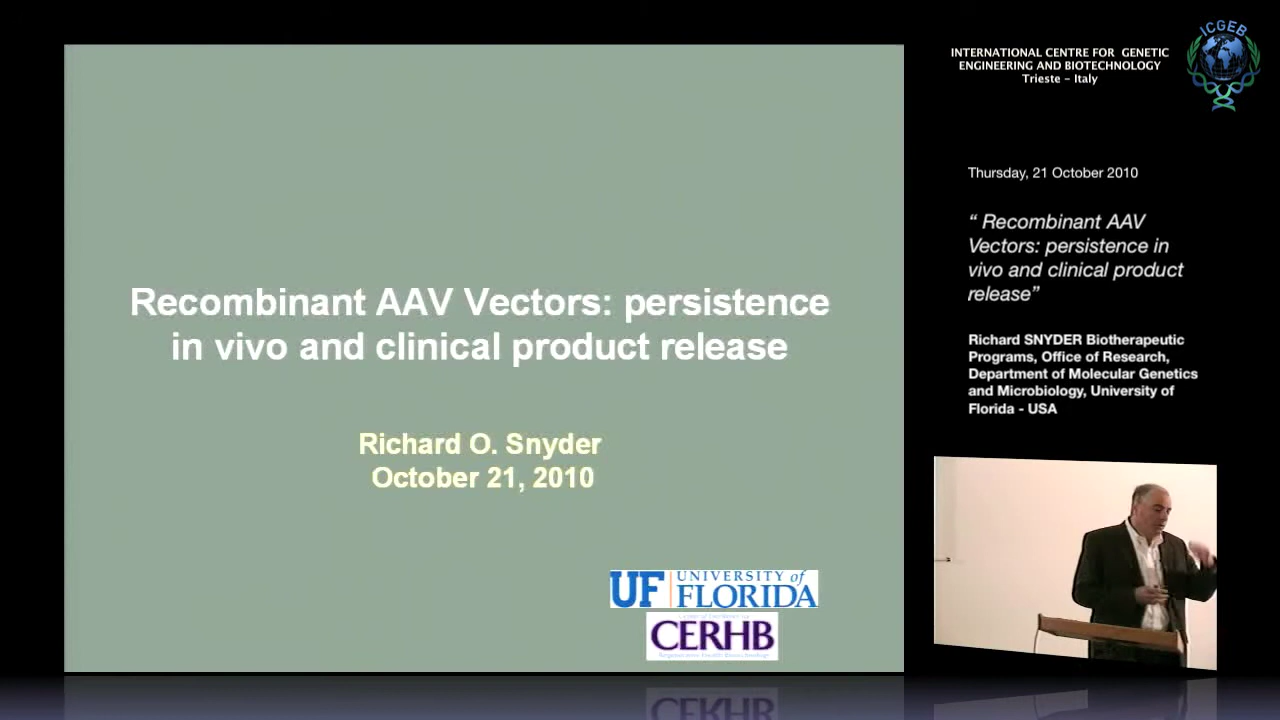 Recombinant AAV Vectors: persistence
in vivo and clinical product release
Richard O. Snyder
October 21, 2010
UF UNIVERSITY of
FLORIDA
CERHB
ICGEB
INTERNATIONAL CENTRE FOR GENETIC
ENGINEERING AND BIOTECHNOLOGY
Trieste - Italy
Thursday, 21 October 2010
“ Recombinant AAV
Vectors: persistence in
vivo and clinical product
release”
Richard SNYDER Biotherapeutic
Programs, Office of Research,
Department of Molecular Genetics
and Microbiology, University of
Florida - USA